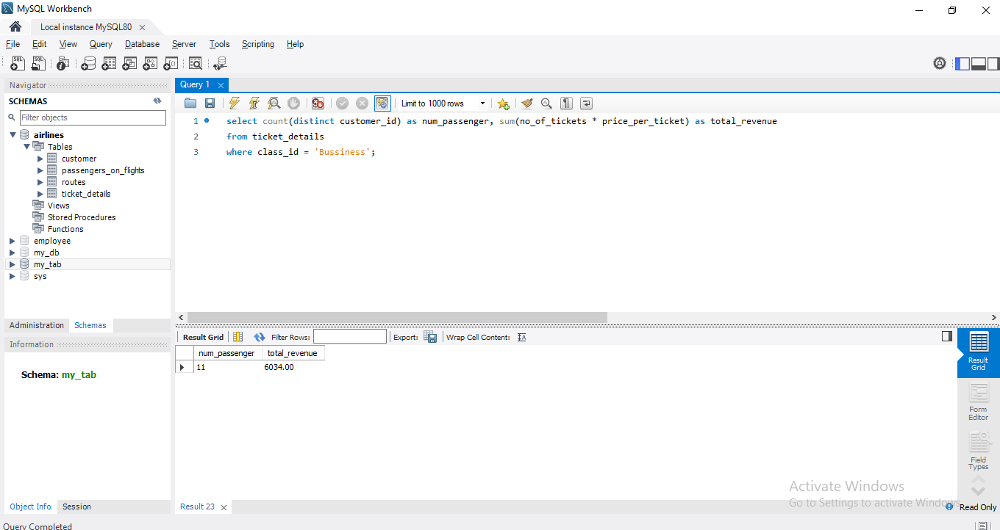 MySQL Workbench
Local instance MySQL80
File Edit View Query Database Server Tools Scripting Help
Navigator
SCHEMAS
Filter objects
airlines
Tables
customer
passengers_on_flights
routes
ticket_details
Views
Stored Procedures
Functions
employee
my_db
my_tab
sys
Administration Schemas
Information
Schema: my_tab
Object Info Session
Query 1
Limit to 1000 rows
1 select count(distinct customer_id) as num_passenger, sum(no_of_tickets * price_per_ticket) as total_revenue
2 from ticket_details
3 where class_id = 'Bussiness';
Result Grid Filter Rows: Export: Wrap Cell Content:
num_passenger total_revenue
11 6034.00
Result
Grid
Form
Editor
Field
Types
Activate Windows
Go to Settings to activate Windows
Result 23
Read Only
Query Completed